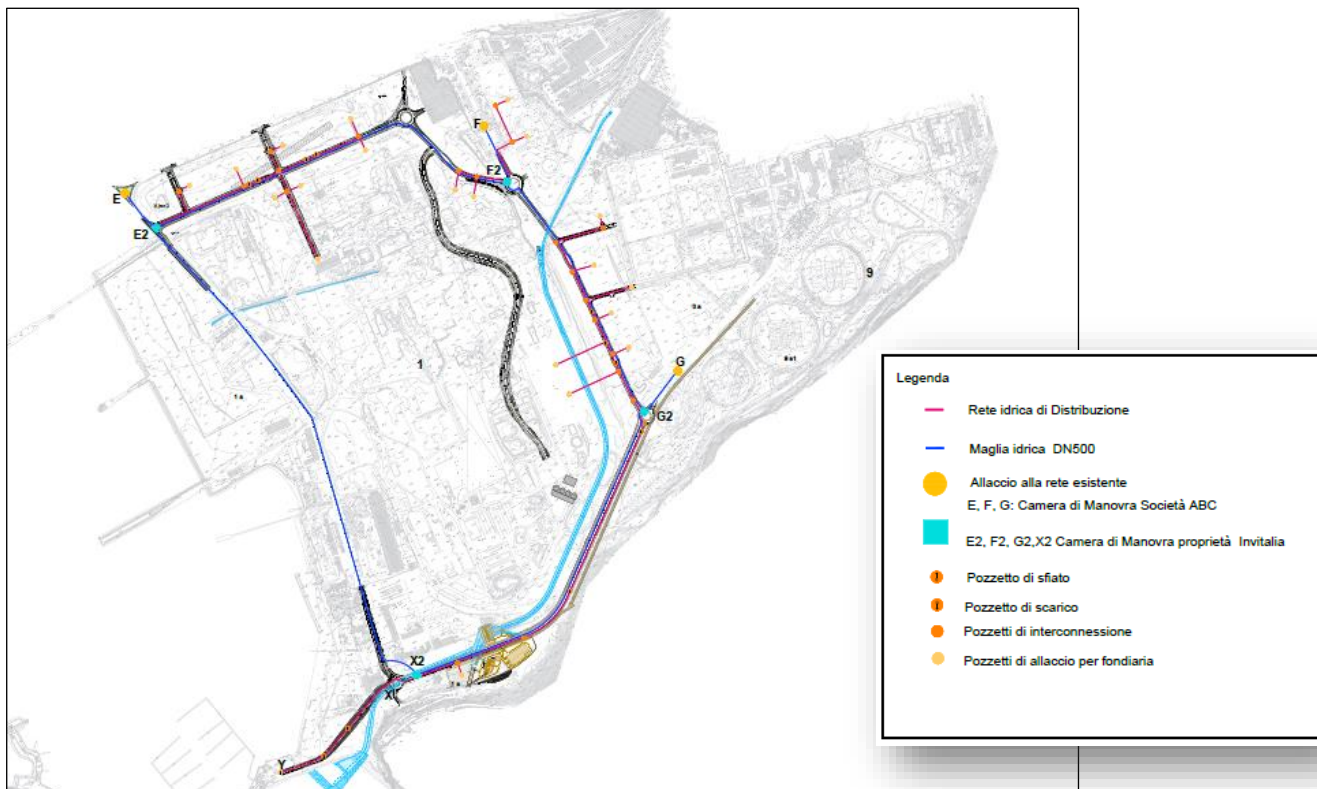 F
F2
E
E2
1
9
1 a
G
G2
X2
X
Y
Legenda
Rete idrica di Distribuzione
Maglia idrica DN500
Allaccio alla rete esistente
E, F, G: Camera di Manovra Società ABC
E2, F2, G2,X2 Camera di Manovra proprietà Invitalia
Pozzetto di sfiato
Pozzetto di scarico
Pozzetti di interconnessione
Pozzetti di allaccio per fondiaria